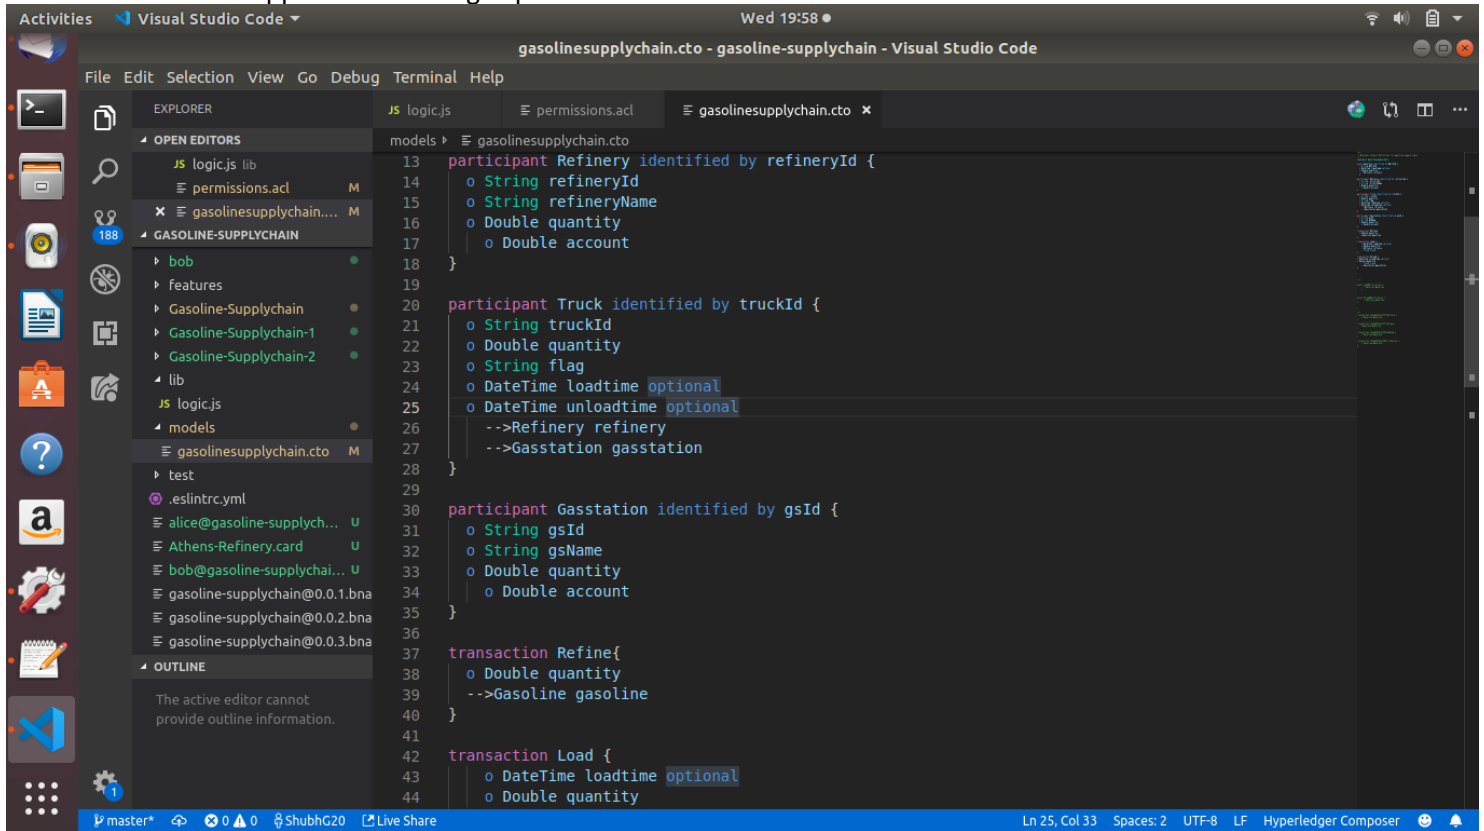 Activities
Visual Studio Code
Wed 19:58
gasolinesupplychain.cto - gasoline-supplychain - Visual Studio Code
File Edit Selection View Go Debug Terminal Help
EXPLORER
OPEN EDITORS
JS logic.js lib
permissions.acl M
gasolinesupplychain.... M
188
GASOLINE-SUPPLYCHAIN
bob
features
Gasoline-Supplychain
Gasoline-Supplychain-1
Gasoline-Supplychain-2
lib
JS logic.js
models
gasolinesupplychain.cto M
test
.eslintrc.yml
alice@gasoline-supplych... U
Athens-Refinery.card U
bob@gasoline-supplychai... U
gasoline-supplychain@0.0.1.bna
gasoline-supplychain@0.0.2.bna
gasoline-supplychain@0.0.3.bna
OUTLINE
The active editor cannot
provide outline information.
1
JS logic.js
permissions.acl
gasolinesupplychain.cto
models
gasolinesupplychain.cto
13 participant Refinery identified by refineryId {
14 o String refineryId
15 o String refineryName
16 o Double quantity
17 o Double account
18 }
19
20 participant Truck identified by truckId {
21 o String truckId
22 o Double quantity
23 o String flag
24 o DateTime loadtime optional
25 o DateTime unloadtime optional
26 -->Refinery refinery
27 -->Gasstation gasstation
28 }
29
30 participant Gasstation identified by gsId {
31 o String gsId
32 o String gsName
33 o Double quantity
34 o Double account
35 }
36
37 transaction Refine{
38 o Double quantity
39 -->Gasoline gasoline
40 }
41
42 transaction Load {
43 o DateTime loadtime optional
44 o Double quantity
master* 0 0 ShubhG20 Live Share
Ln 25, Col 33 Spaces: 2 UTF-8 LF Hyperledger Composer